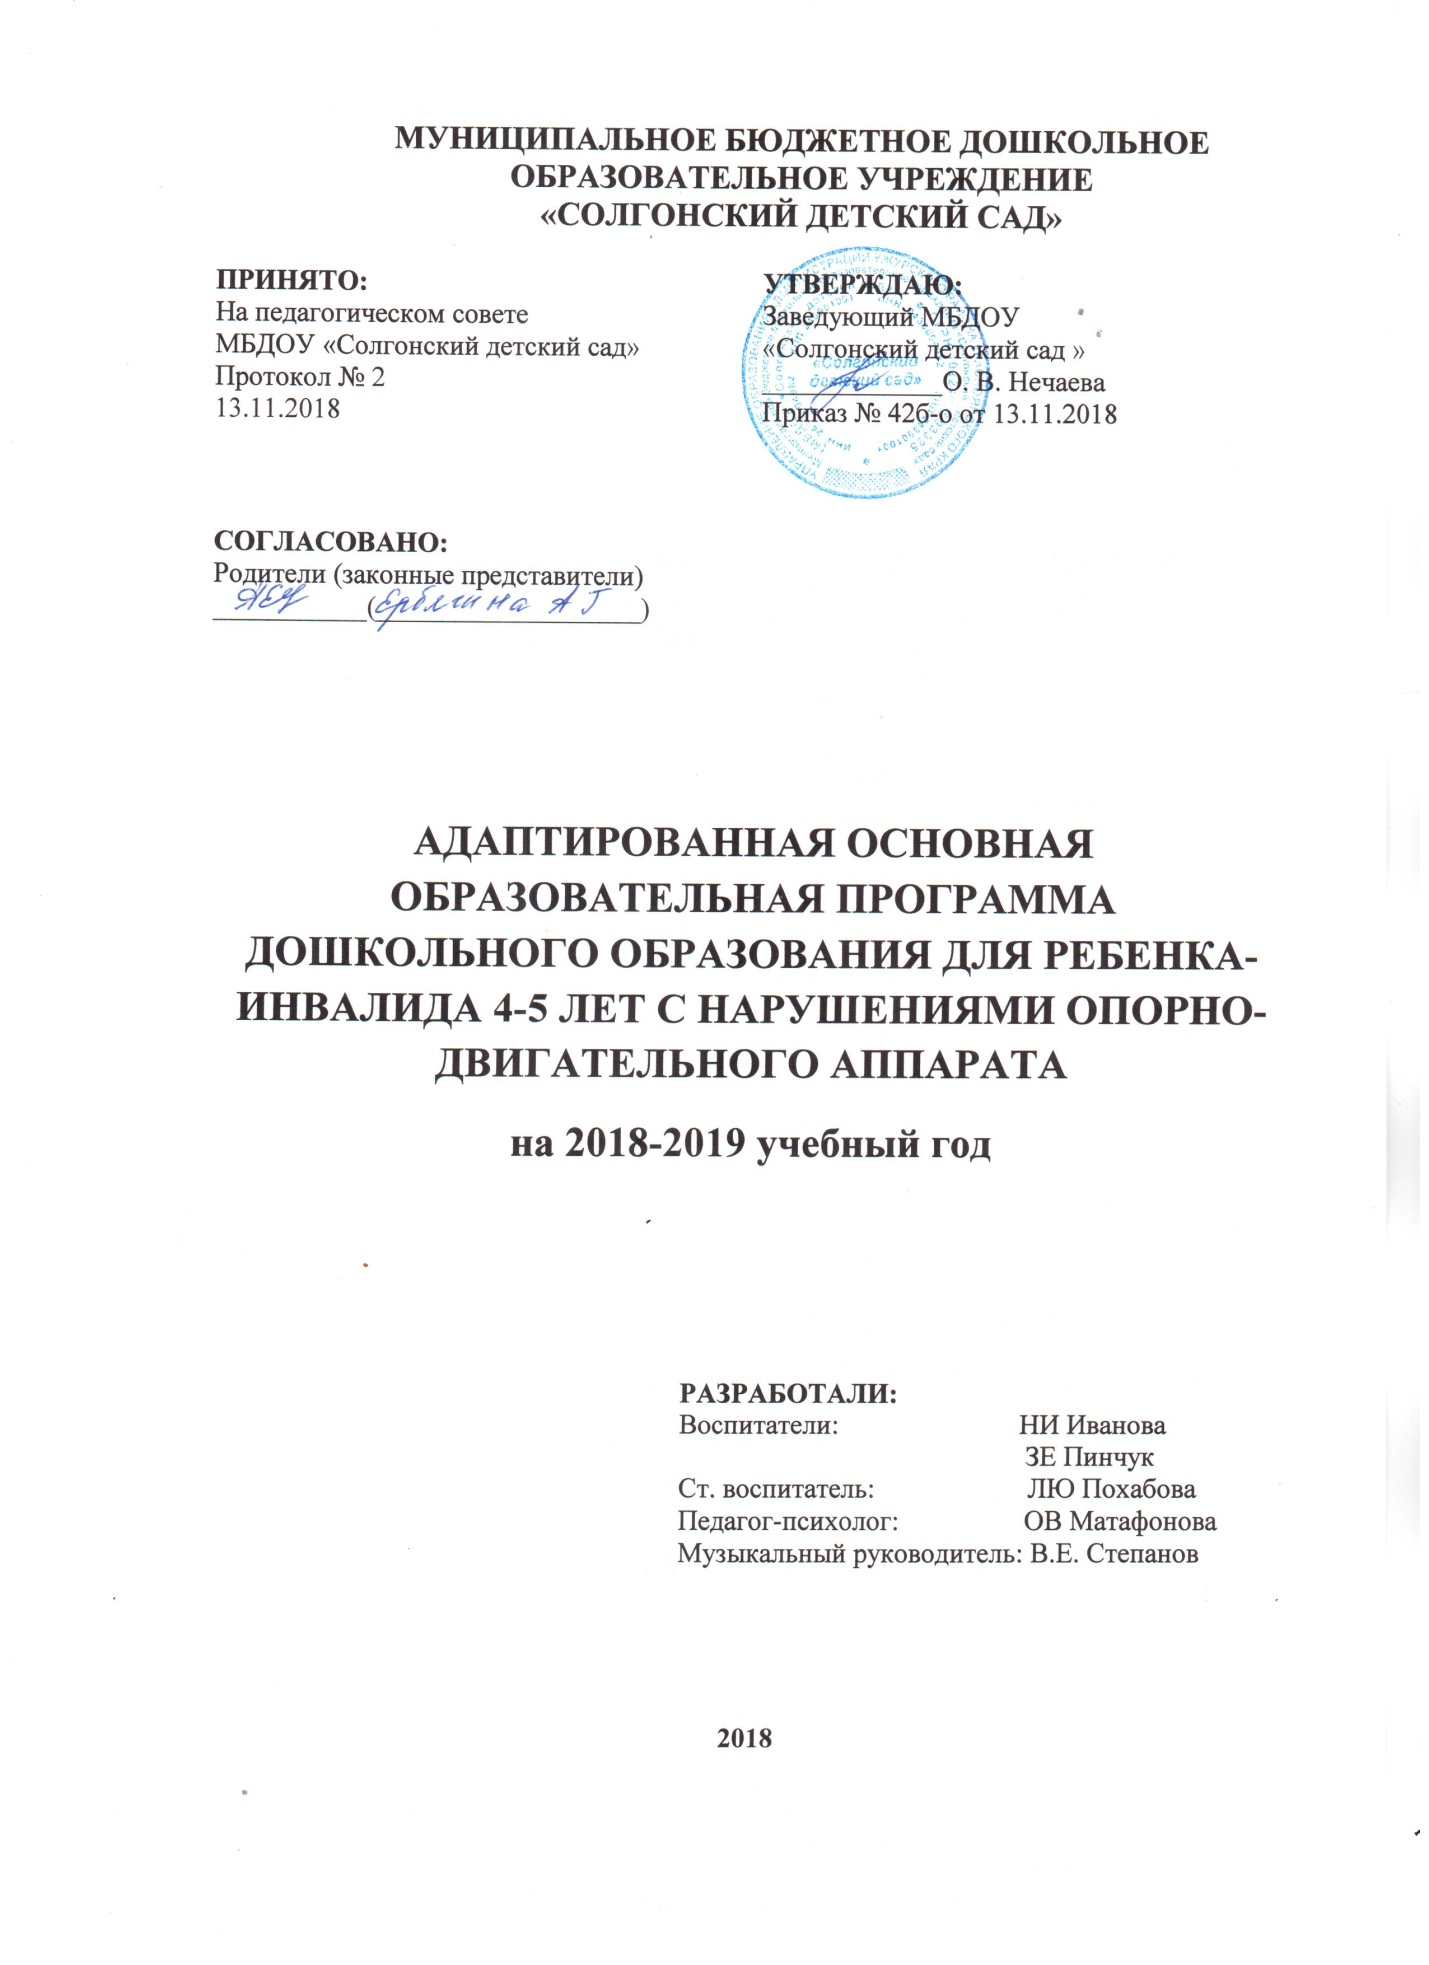 МУНИЦИПАЛЬНОЕ БЮДЖЕТНОЕ ДОШКОЛЬНОЕ
ОБРАЗОВАТЕЛЬНОЕ УЧРЕЖДЕНИЕ
«СОЛГОНСКИЙ ДЕТСКИЙ САД»
ПРИНЯТО:
На педагогическом совете
МБДОУ «Солгонский детский сад»
Протокол № 2
13.11.2018
УТВЕРЖДАЮ:
Заведующий МБДОУ
«Солгонский детский сад »
О. В. Нечаева
Приказ № 42б-о от 13.11.2018
«Солгонский
детский сад»
СОГЛАСОВАНО:
Родители (законные представители)
АДАПТИРОВАННАЯ ОСНОВНАЯ
ОБРАЗОВАТЕЛЬНАЯ ПРОГРАММА
ДОШКОЛЬНОГО ОБРАЗОВАНИЯ ДЛЯ РЕБЕНКА-
ИНВАЛИДА 4-5 ЛЕТ С НАРУШЕНИЯМИ ОПОРНО-
ДВИГАТЕЛЬНОГО АППАРАТА
на 2018-2019 учебный год
РАЗРАБОТАЛИ:
Воспитатели: НИ Иванова
ЗЕ Пинчук
Ст. воспитатель: ЛЮ Похабова
Педагог-психолог: ОВ Матафонова
Музыкальный руководитель: В.Е. Степанов
2018